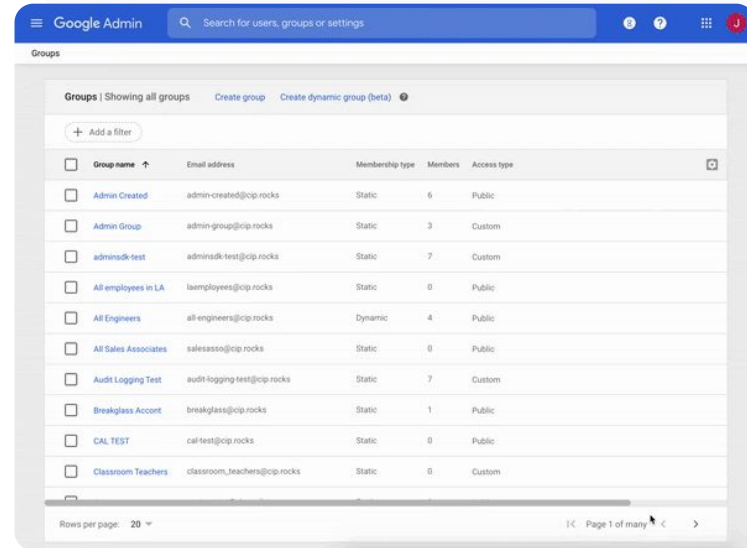 Google Admin Search for users, groups or settings J
Groups
Groups | Showing all groups Create group Create dynamic group (beta)
+ Add a filter
Group name Email address Membership type Members Access type
Admin Created admin-created@cip.rocks Static 6 Public
Admin Group admin-group@cip.rocks Static 3 Custom
adminsdk-test adminsdk-test@cip.rocks Static 7 Custom
All employees in LA laemployees@cip.rocks Static 0 Public
All Engineers all-engineers@cip.rocks Dynamic 4 Public
All Sales Associates salesasso@cip.rocks Static 0 Public
Audit Logging Test audit-logging-test@cip.rocks Static 7 Custom
Breakglass Accont breakglass@cip.rocks Static 1 Public
CAL TEST cal-test@cip.rocks Static 0 Public
Classroom Teachers classroom_teachers@cip.rocks Static 0 Custom
Rows per page: 20 Page 1 of many